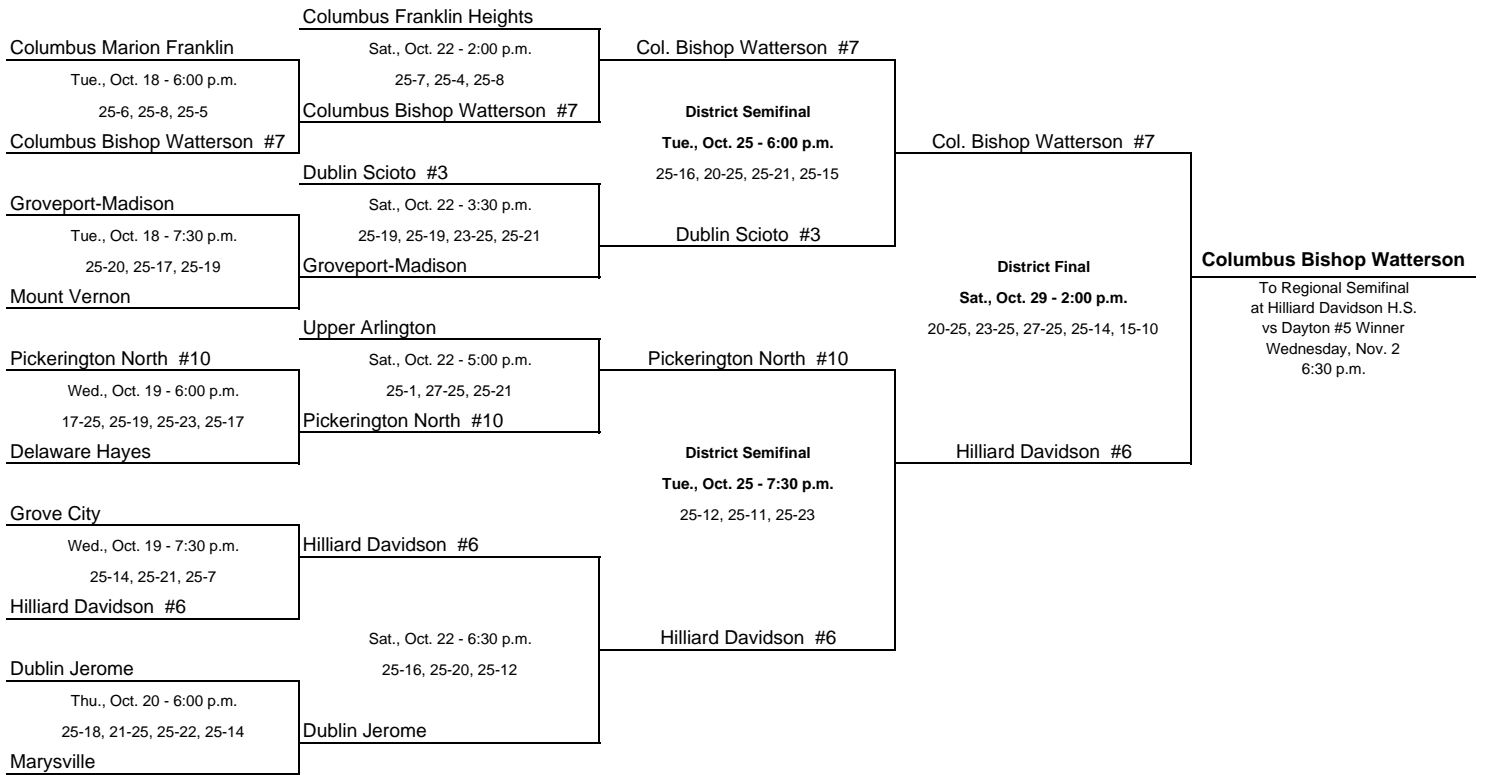 Columbus Marion Franklin
Tue., Oct. 18 - 6:00 p.m.
25-6, 25-8, 25-5
Columbus Bishop Watterson #7
Groveport-Madison
Tue., Oct. 18 - 7:30 p.m.
25-20, 25-17, 25-19
Mount Vernon
Pickerington North #10
Wed., Oct. 19 - 6:00 p.m.
17-25, 25-19, 25-23, 25-17
Delaware Hayes
Grove City
Wed., Oct. 19 - 7:30 p.m.
25-14, 25-21, 25-7
Hilliard Davidson #6
Dublin Jerome
Thu., Oct. 20 - 6:00 p.m.
25-18, 21-25, 25-22, 25-14
Marysville
Columbus Franklin Heights
Sat., Oct. 22 - 2:00 p.m.
25-7, 25-4, 25-8
Columbus Bishop Watterson #7
Dublin Scioto #3
Sat., Oct. 22 - 3:30 p.m.
25-19, 25-19, 23-25, 25-21
Groveport-Madison
Upper Arlington
Sat., Oct. 22 - 5:00 p.m.
25-1, 27-25, 25-21
Pickerington North #10
Hilliard Davidson #6
Sat., Oct. 22 - 6:30 p.m.
25-16, 25-20, 25-12
Dublin Jerome
Col. Bishop Watterson #7
District Semifinal
Tue., Oct. 25 - 6:00 p.m.
25-16, 20-25, 25-21, 25-15
Dublin Scioto #3
Pickerington North #10
District Semifinal
Tue., Oct. 25 - 7:30 p.m.
25-12, 25-11, 25-23
Hilliard Davidson #6
Col. Bishop Watterson #7
District Final
Sat., Oct. 29 - 2:00 p.m.
20-25, 23-25, 27-25, 25-14, 15-10
Hilliard Davidson #6
Columbus Bishop Watterson
To Regional Semifinal
at Hilliard Davidson H.S.
vs Dayton #5 Winner
Wednesday, Nov. 2
6:30 p.m.